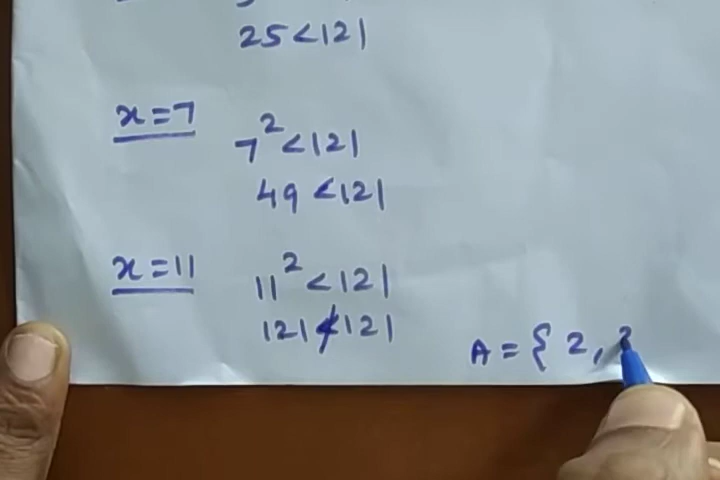 25 < 121
x = 7
7² < 121
49 < 121
x = 11
11² < 121
121 ≮ 121
A = { 2,